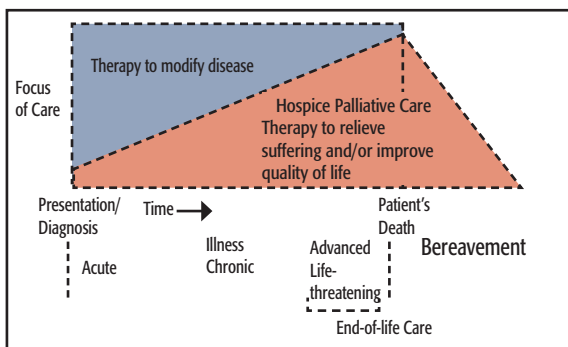 Therapy to modify disease
Focus
of Care
Hospice Palliative Care
Therapy to relieve
suffering and/or improve
quality of life
Presentation/
Diagnosis
Time
Patient's
Death
Bereavement
Acute
Illness
Chronic
Advanced
Life-
threatening
End-of-life Care